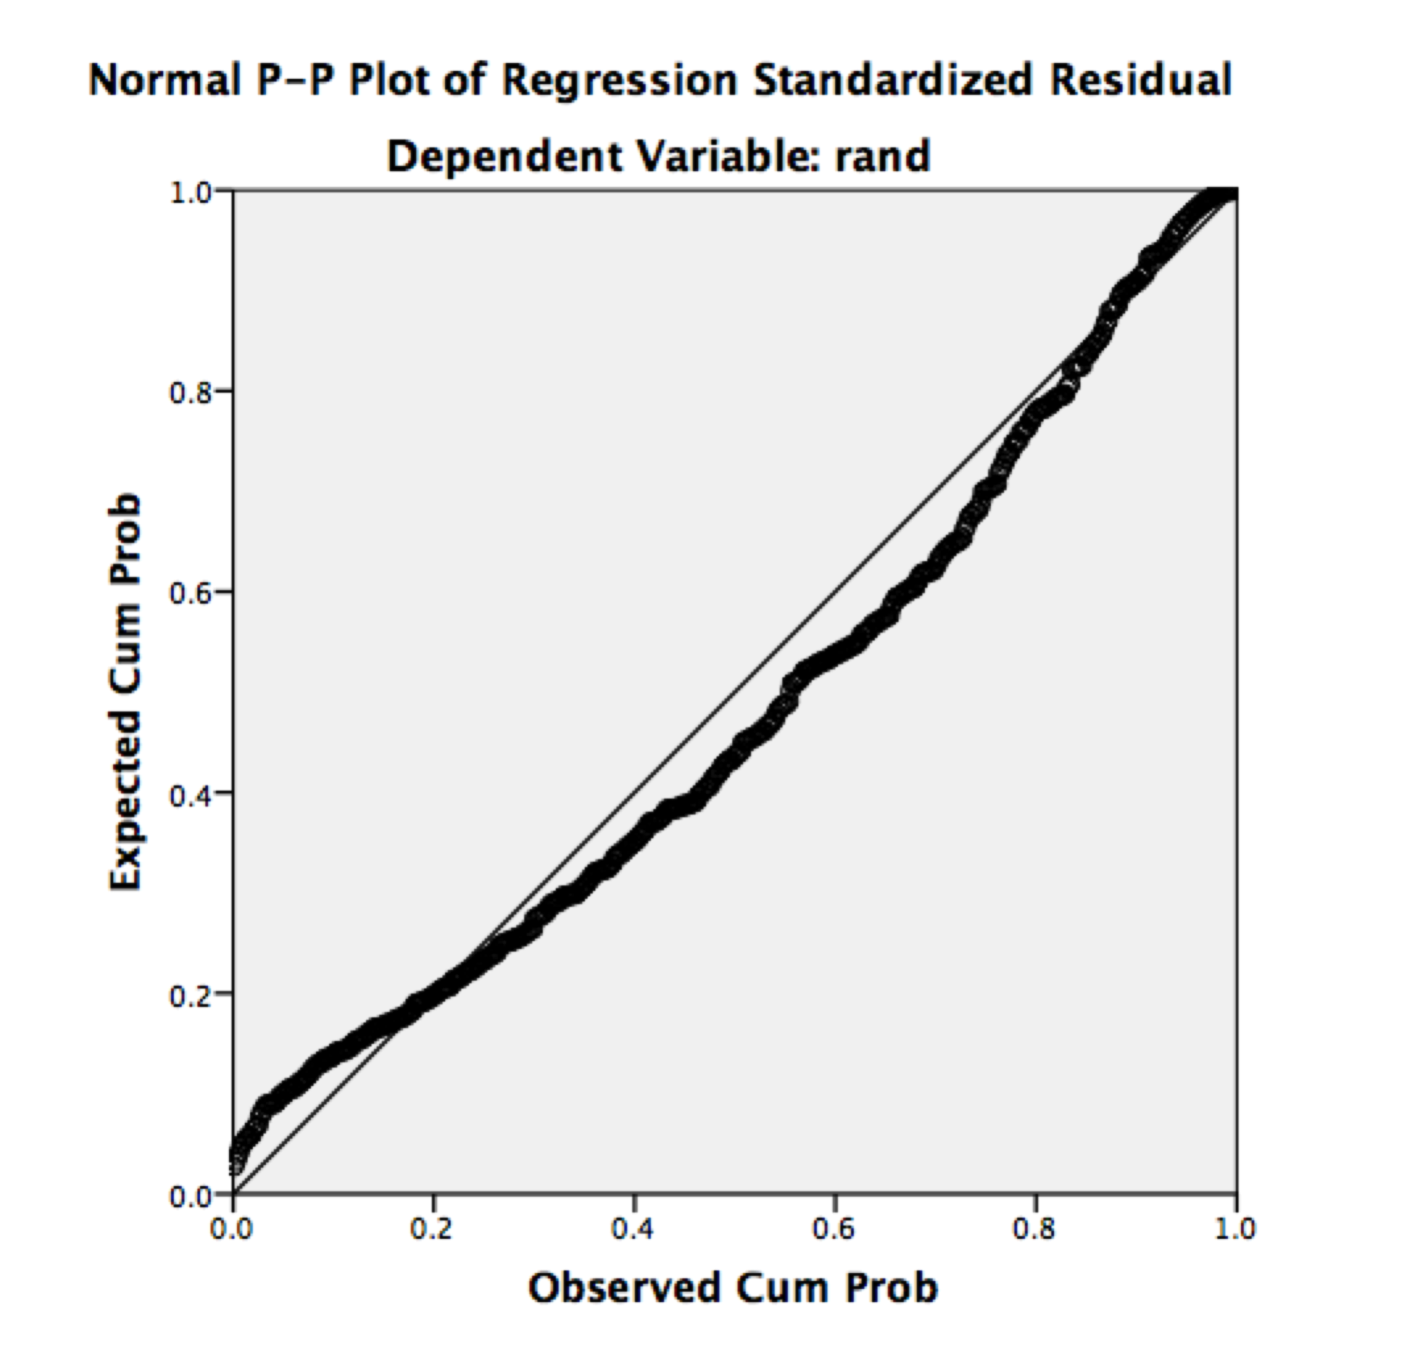 Normal P-P Plot of Regression Standardized Residual
Dependent Variable: rand
1.0
0.8
0.6
0.4
0.2
0.0
Expected Cum Prob
0.0 0.2 0.4 0.6 0.8 1.0
Observed Cum Prob